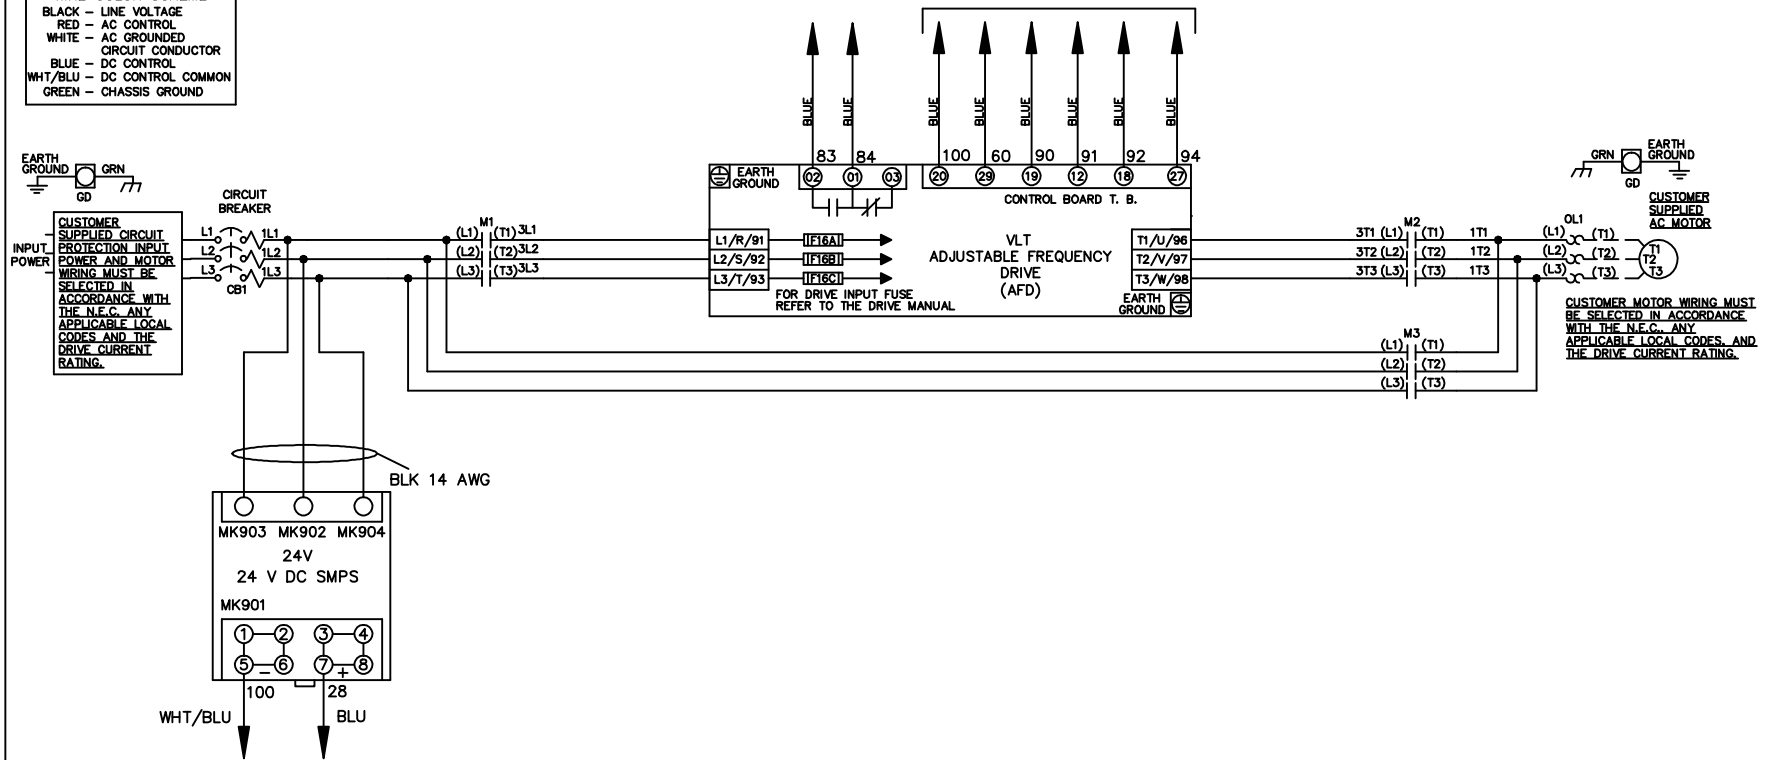 BLACK – LINE VOLTAGE
RED – AC CONTROL
WHITE – AC GROUNDED
CIRCUIT CONDUCTOR
BLUE – DC CONTROL
WHT/BLU – DC CONTROL COMMON
GREEN – CHASSIS GROUND
BLUE BLUE BLUE BLUE BLUE BLUE BLUE BLUE
83 84 100 60 90 91 92 94
EARTH
GROUND
GRN
GD
INPUT
POWER
CUSTOMER
SUPPLIED CIRCUIT
PROTECTION INPUT
POWER AND MOTOR
WIRING MUST BE
SELECTED IN
ACCORDANCE WITH
THE N.E.C. ANY
APPLICABLE LOCAL
CODES AND THE
DRIVE CURRENT
RATING.
CIRCUIT
BREAKER
L1 1L1
L2 1L2
L3 1L3
CB1
M1
(L1) (T1) 3L1
(L2) (T2) 3L2
(L3) (T3) 3L3
EARTH
GROUND
02 01 03
20 29 19 12 18 27
CONTROL BOARD T. B.
L1/R/91 F16A
L2/S/92 F16B
L3/T/93 F16C
FOR DRIVE INPUT FUSE
REFER TO THE DRIVE MANUAL
VLT
ADJUSTABLE FREQUENCY
DRIVE
(AFD)
T1/U/96
T2/V/97
T3/W/98
EARTH
GROUND
M2
3T1 (L1) (T1) 1T1
3T2 (L2) (T2) 1T2
3T3 (L3) (T3) 1T3
M3
(L1) (T1)
(L2) (T2)
(L3) (T3)
GRN
EARTH
GROUND
GD
CUSTOMER
SUPPLIED
AC MOTOR
OL1
(L1) (T1)
(L2) (T2)
(L3) (T3)
T1
T2
T3
CUSTOMER MOTOR WIRING MUST
BE SELECTED IN ACCORDANCE
WITH THE N.E.C., ANY
APPLICABLE LOCAL CODES, AND
THE DRIVE CURRENT RATING.
BLK 14 AWG
MK903 MK902 MK904
24V
24 V DC SMPS
MK901
1 2 3 4
5 6 7 8
– +
100 28
WHT/BLU BLU